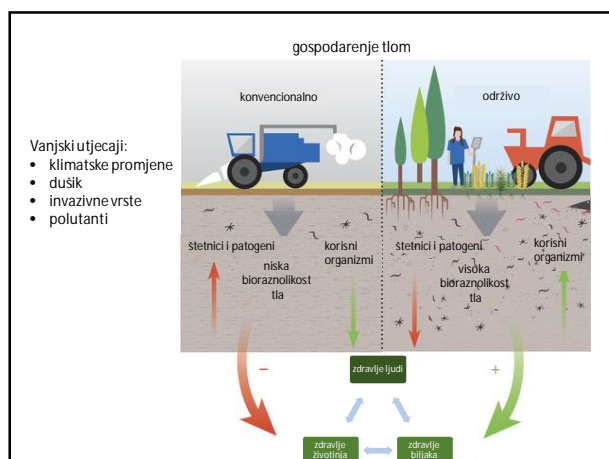 gospodarenje tlom
konvencionalno
održivo
Vanjski utjecaji:
• klimatske promjene
• dušik
• invazivne vrste
• polutanti
štetnici i patogeni
korisni
organizmi
niska
bioraznolikost
tla
štetnici i patogeni
korisni
organizmi
visoka
bioraznolikost
tla
–
+
zdravlje ljudi
zdravlje
životinja
zdravlje
biljaka